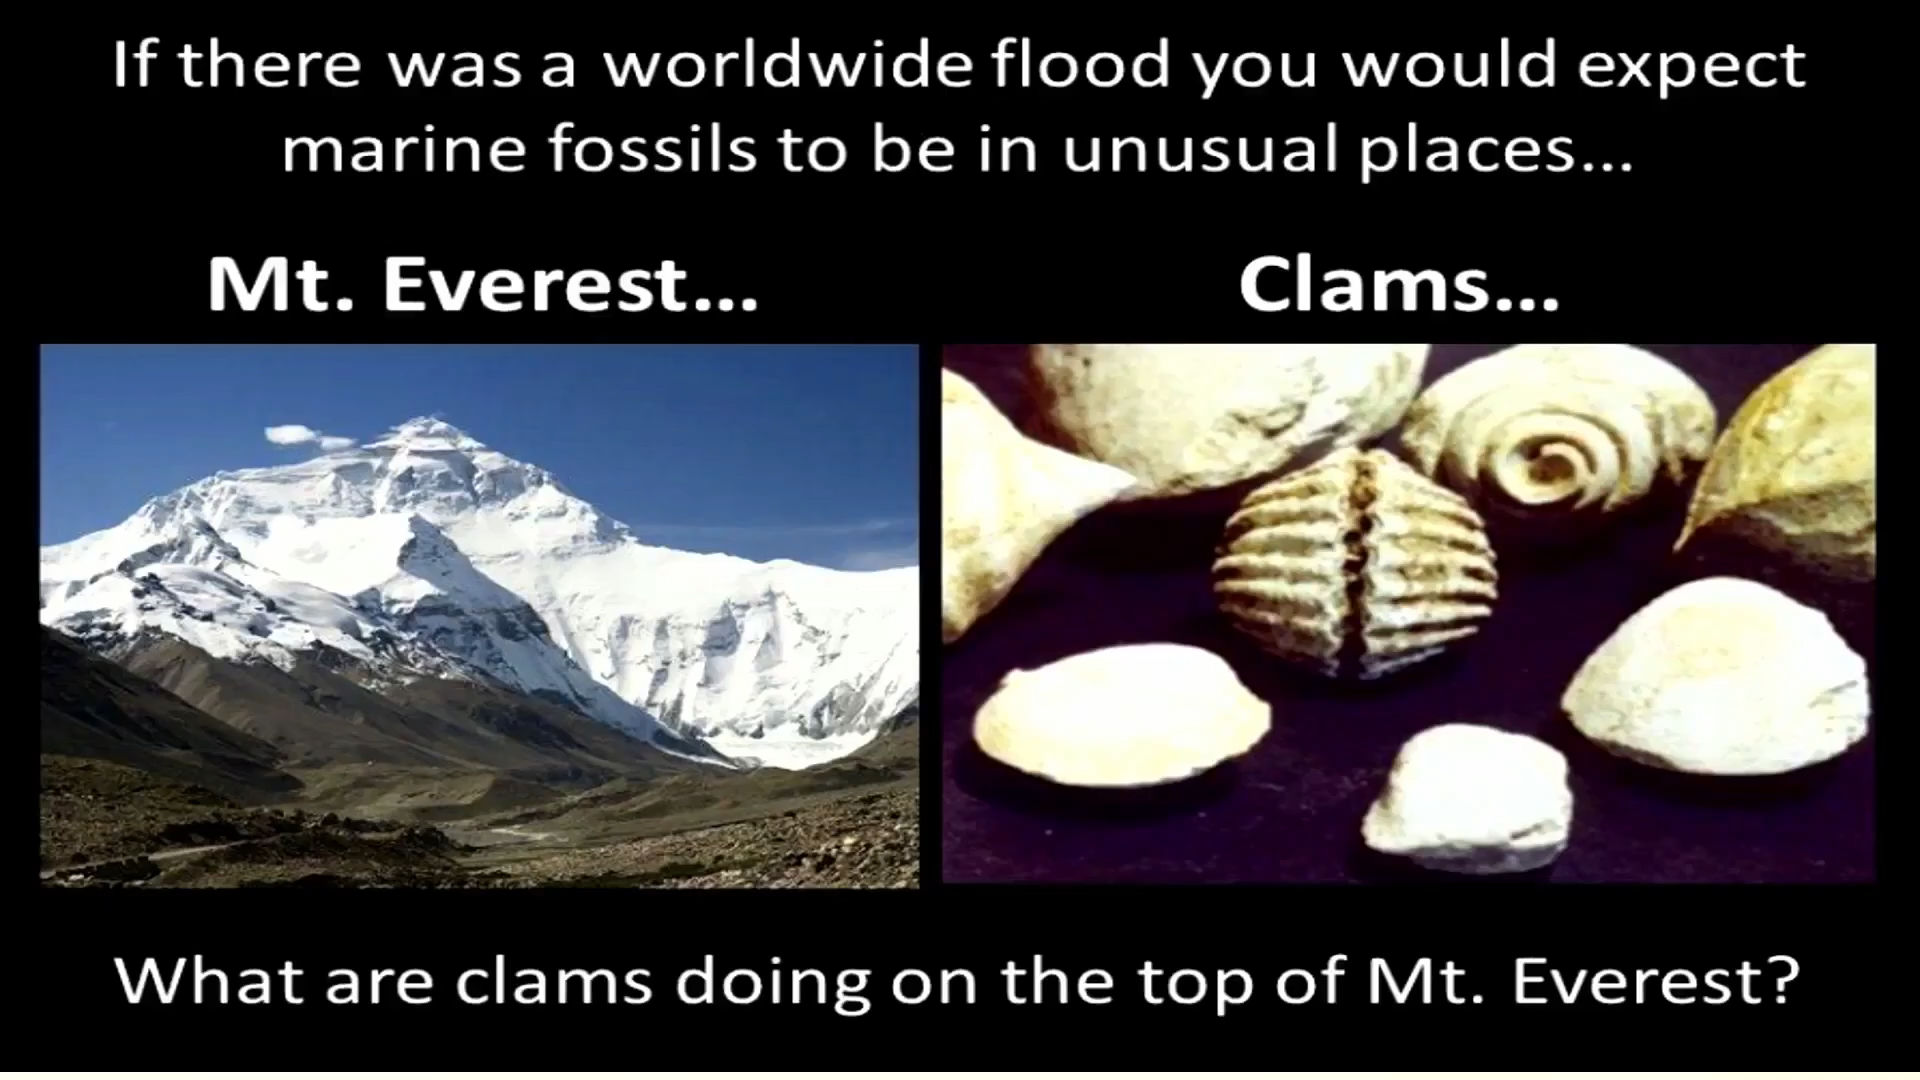 If there was a worldwide flood you would expect
marine fossils to be in unusual places...
Mt. Everest...
Clams...
What are clams doing on the top of Mt. Everest?